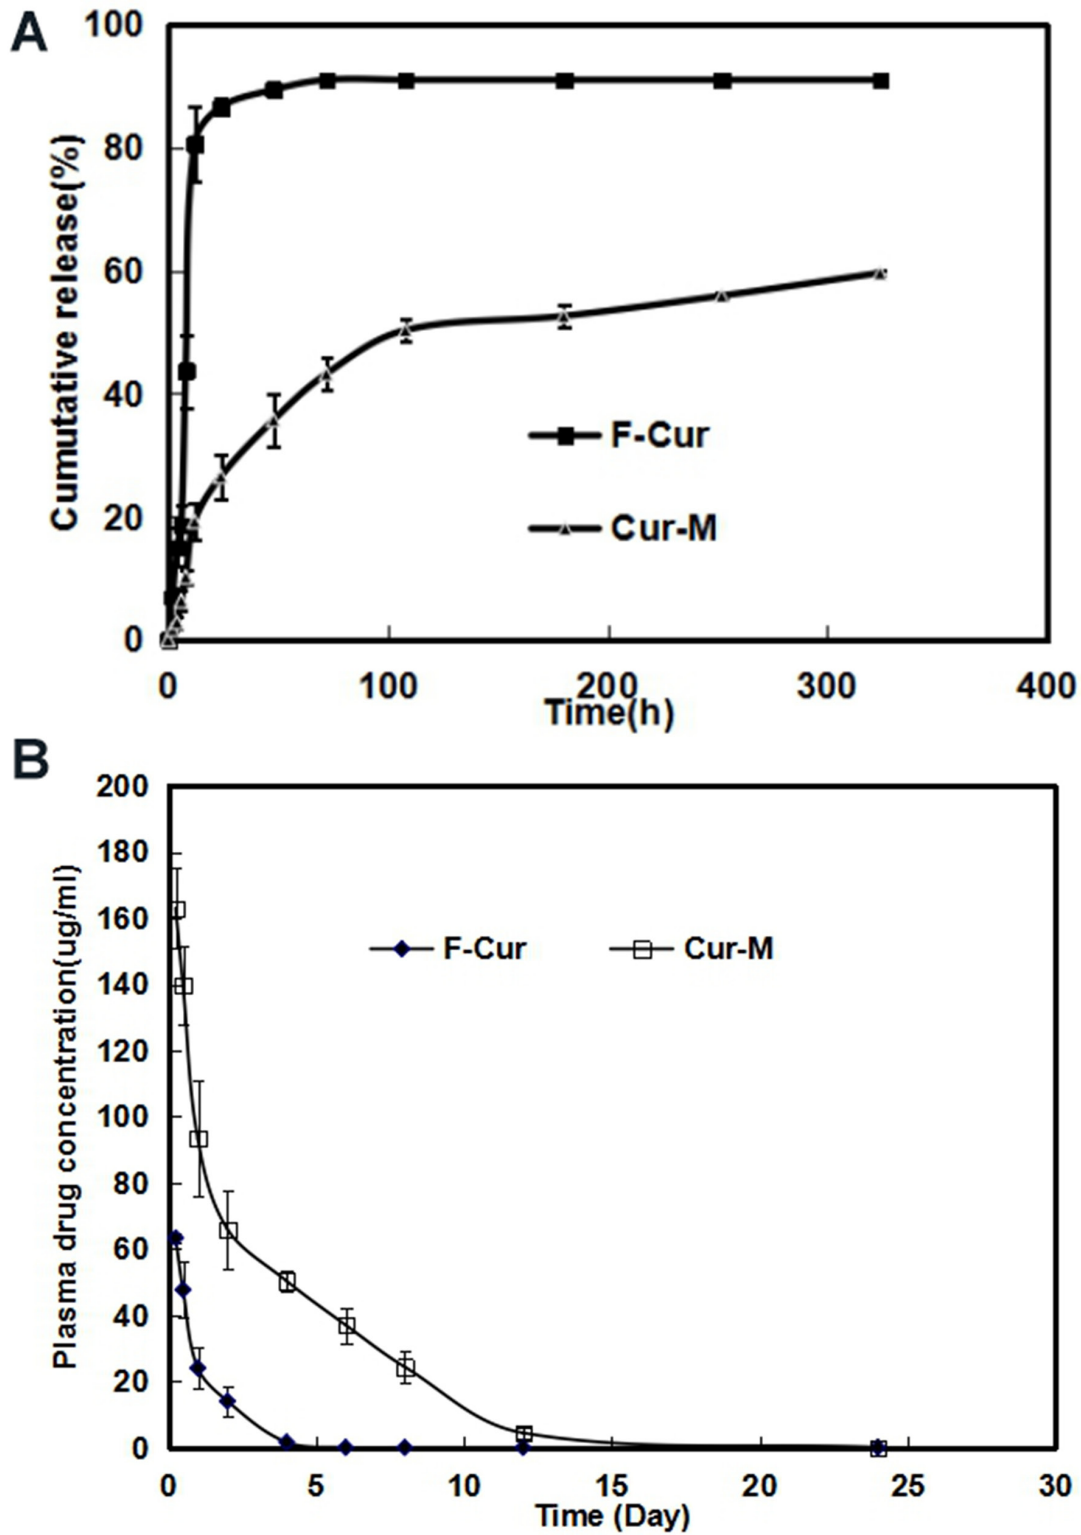 A
100
80
60
40
20
0
Cumutative release(%)
F-Cur
Cur-M
0 100 200 300 400
Time(h)
B
200
180
160
140
120
100
80
60
40
20
0
Plasma drug concentration(ug/ml)
F-Cur Cur-M
0 5 10 15 20 25 30
Time (Day)